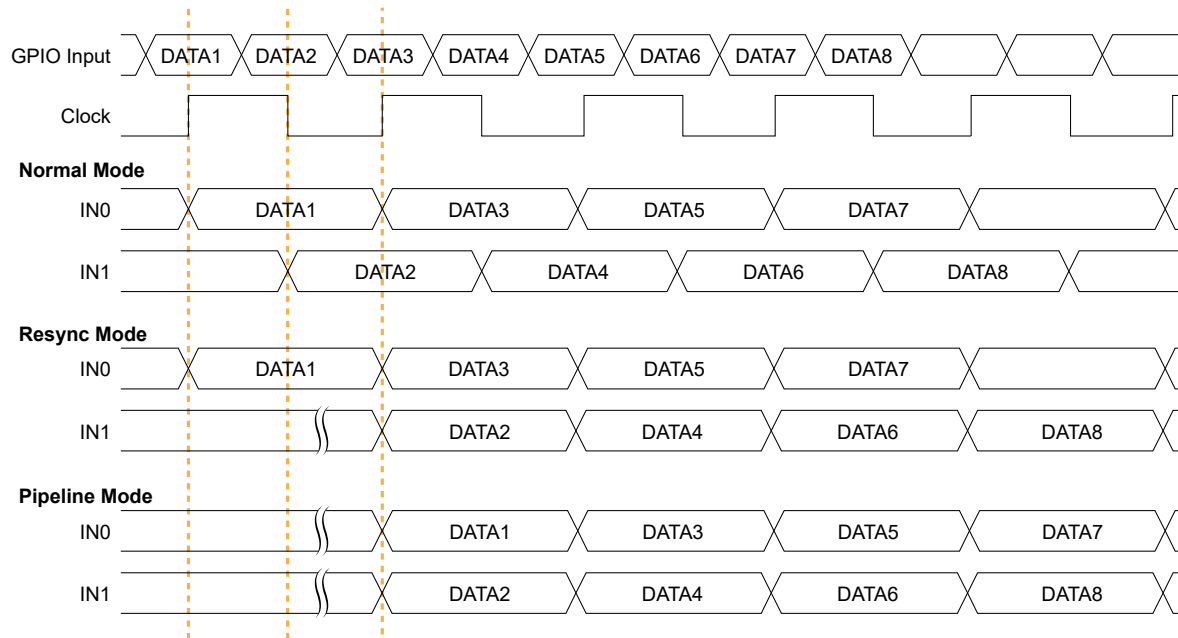 GPIO Input DATA1 DATA2 DATA3 DATA4 DATA5 DATA6 DATA7 DATA8
Clock
Normal Mode
IN0 DATA1 DATA3 DATA5 DATA7
IN1 DATA2 DATA4 DATA6 DATA8
Resync Mode
IN0 DATA1 DATA3 DATA5 DATA7
IN1 DATA2 DATA4 DATA6 DATA8
Pipeline Mode
IN0 DATA1 DATA3 DATA5 DATA7
IN1 DATA2 DATA4 DATA6 DATA8